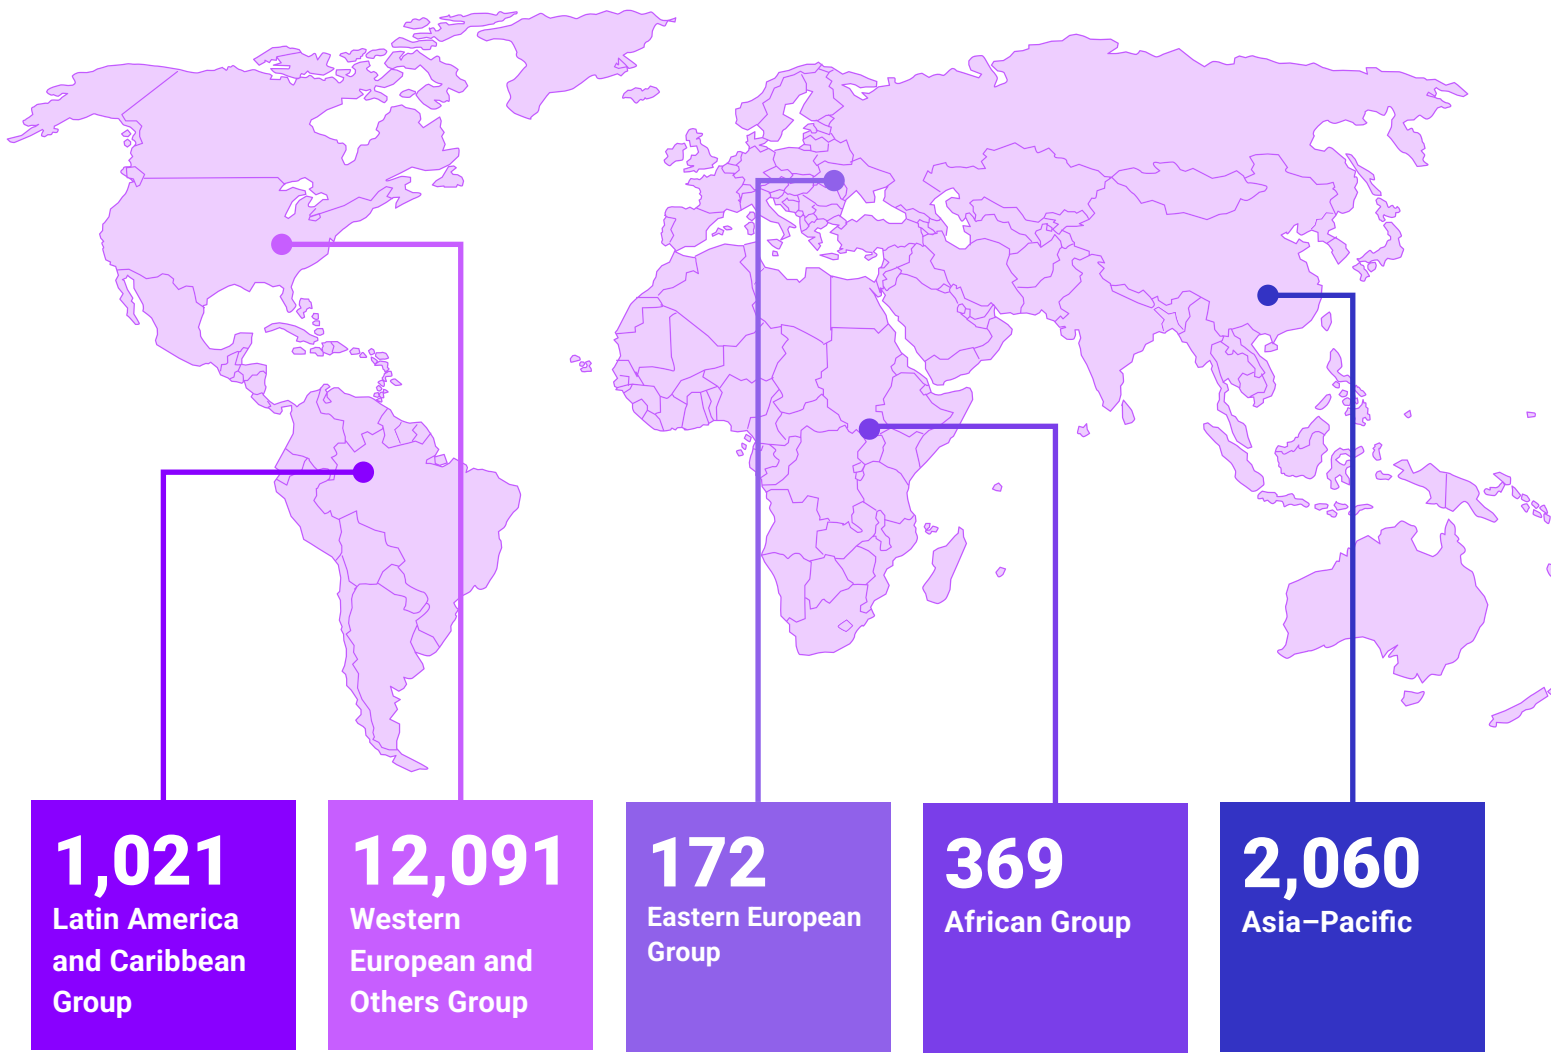 1,021
Latin America
and Caribbean
Group
12,091
Western
European and
Others Group
172
Eastern European
Group
369
African Group
2,060
Asia–Pacific